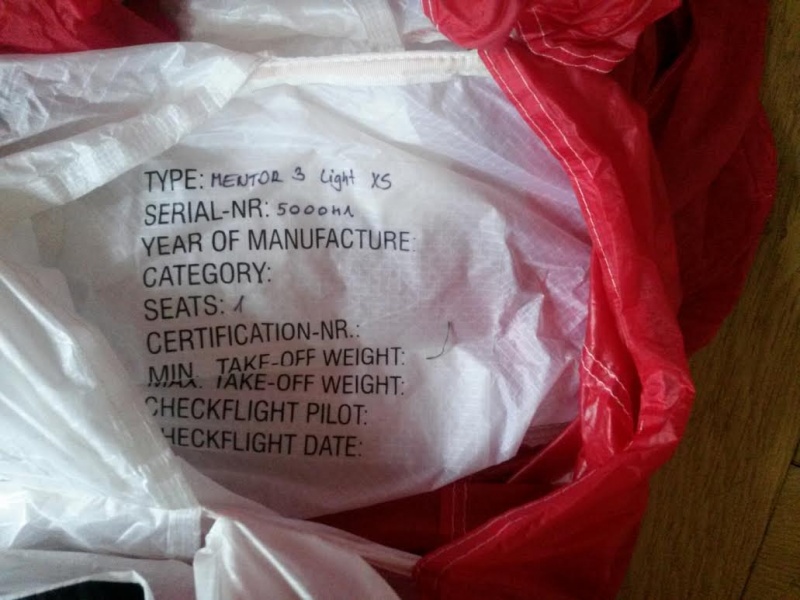 TYPE: MENTOR 3 Light XS
SERIAL-NR:
YEAR OF MANUFACTURE:
CATEGORY:
SEATS: 1
CERTIFICATION-NR.:
MIN. TAKE-OFF WEIGHT:
MAX. TAKE-OFF WEIGHT:
CHECKFLIGHT PILOT:
CHECKFLIGHT DATE: